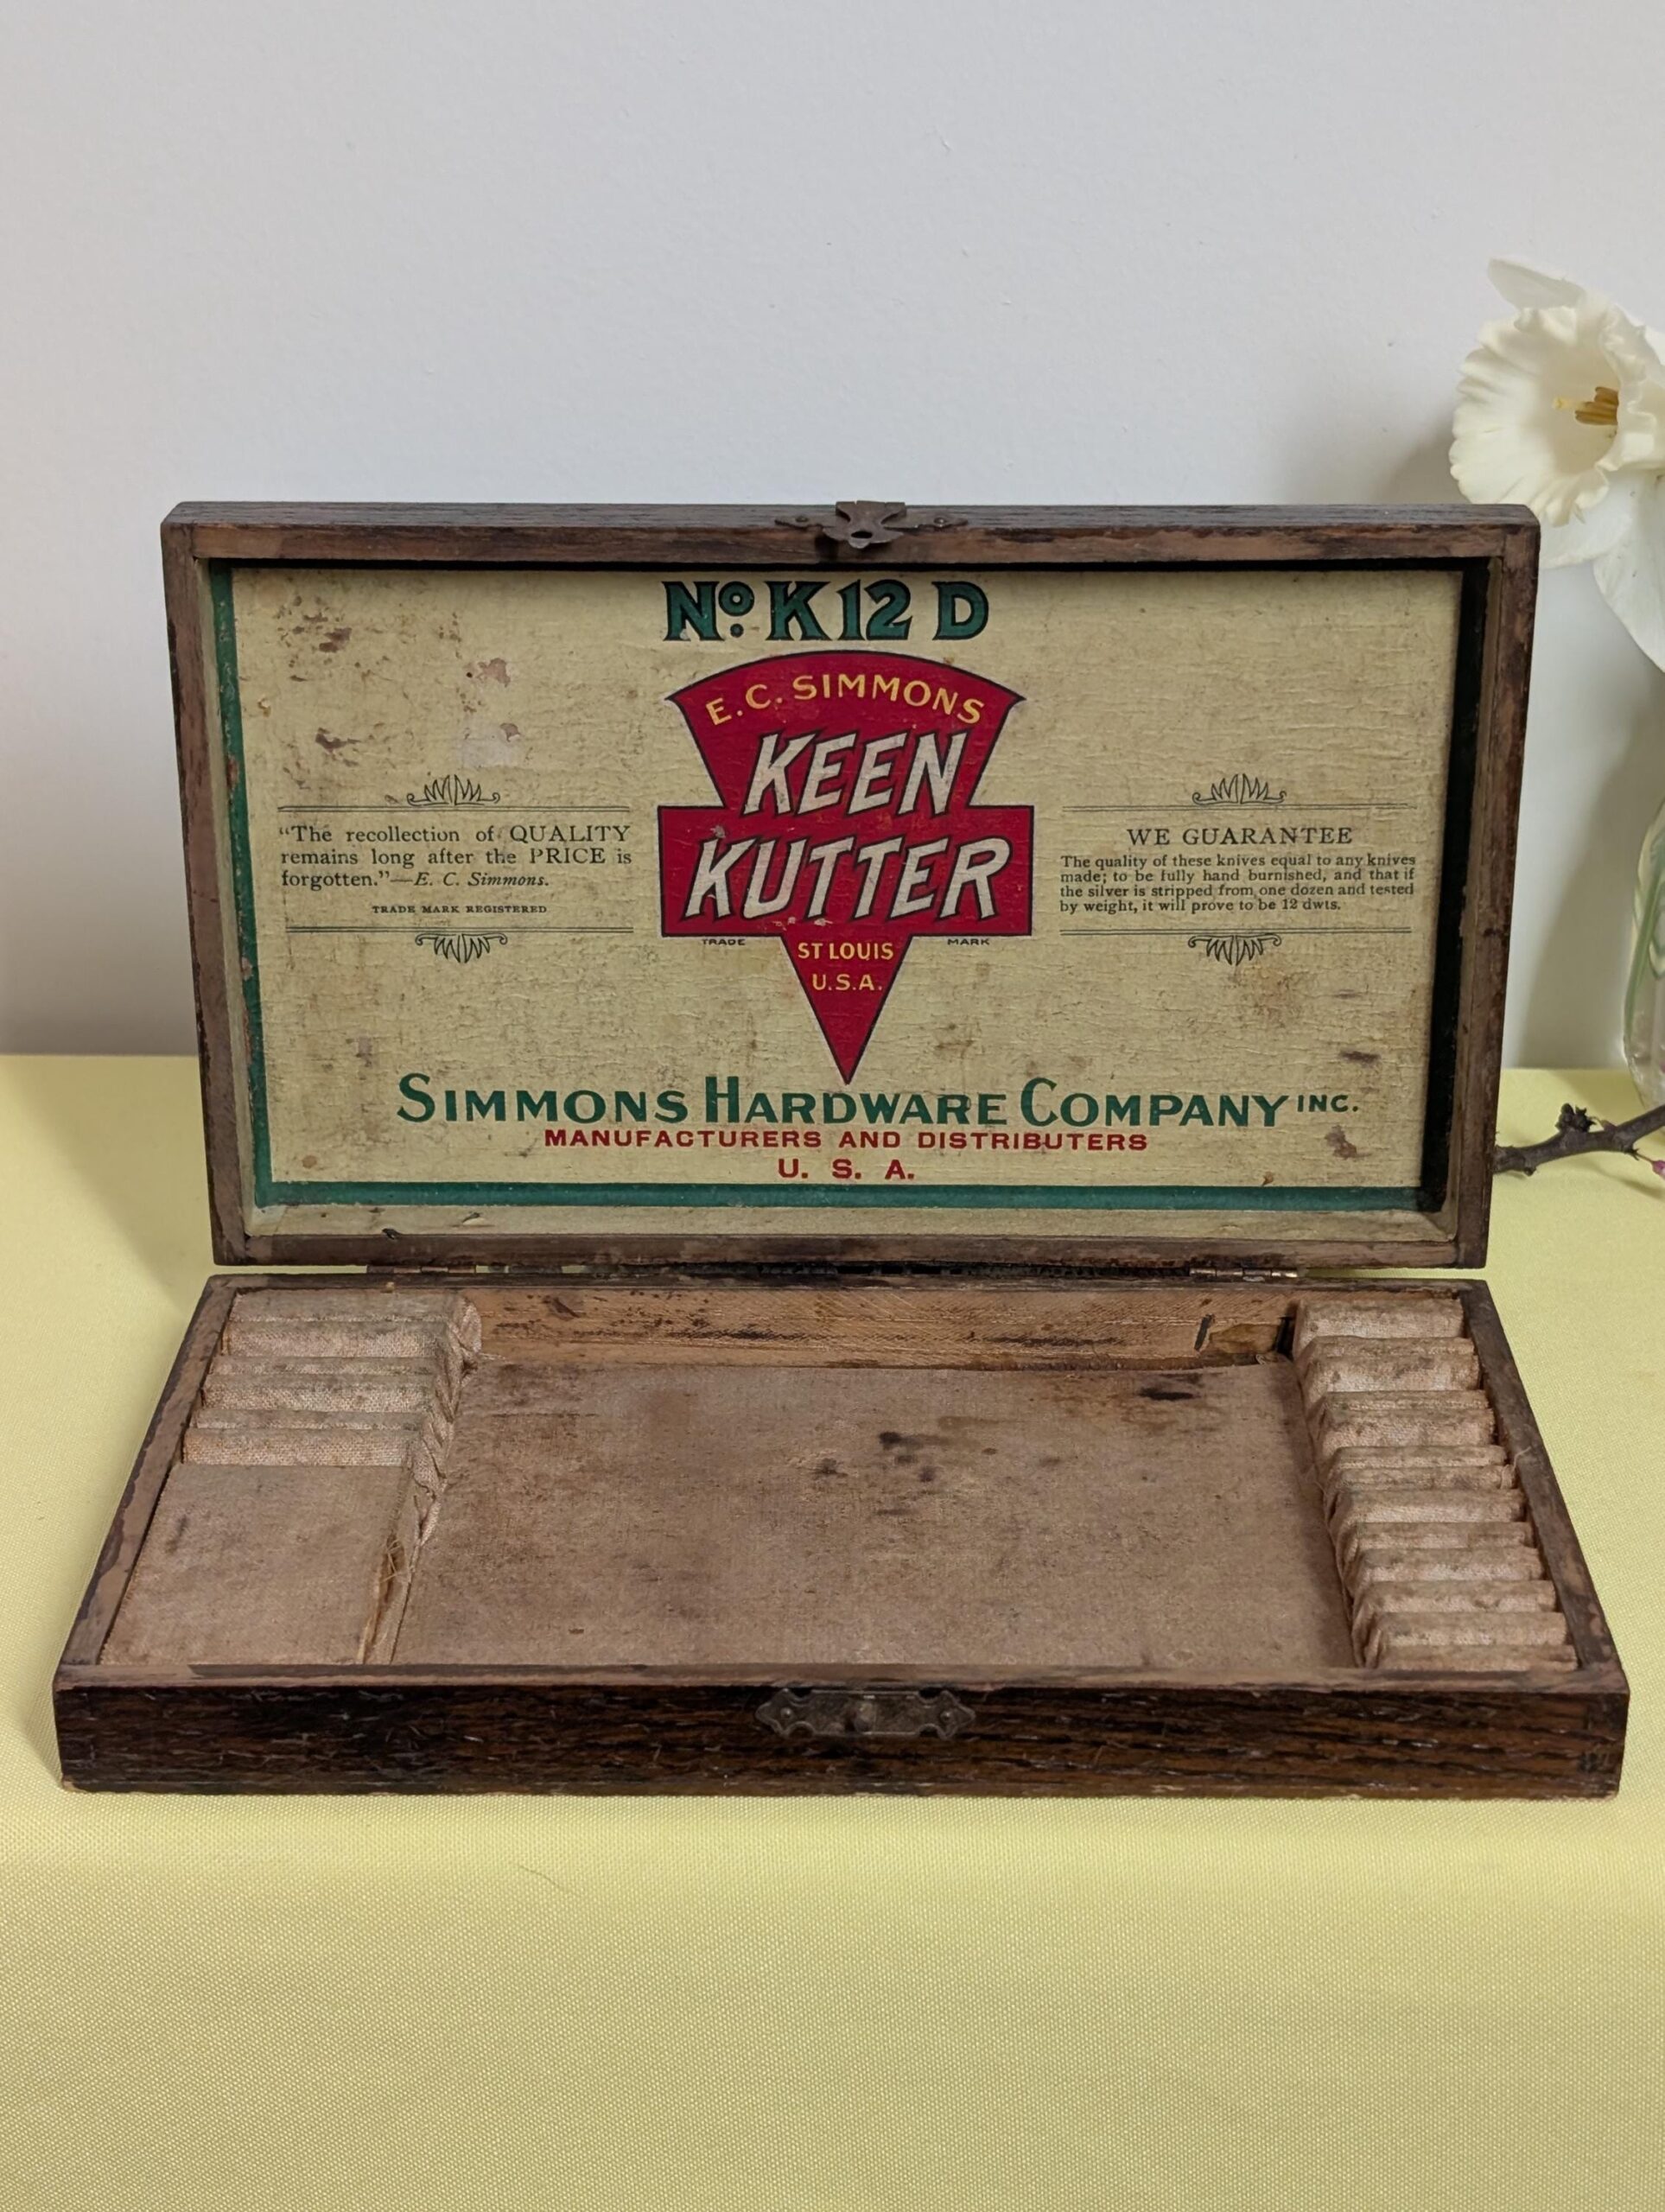 No. K12 D
E. C. SIMMONS
KEEN
KUTTER
TRADE MARK
ST LOUIS
U.S.A.
“The recollection of QUALITY
remains long after the PRICE is
forgotten.”—E. C. Simmons.
TRADE MARK REGISTERED
WE GUARANTEE
The quality of these knives equal to any knives
made; to be fully hand burnished, and that if
the silver is stripped from one dozen and tested
by weight, it will prove to be 12 dwts.
SIMMONS HARDWARE COMPANY INC.
MANUFACTURERS AND DISTRIBUTERS
U. S. A.